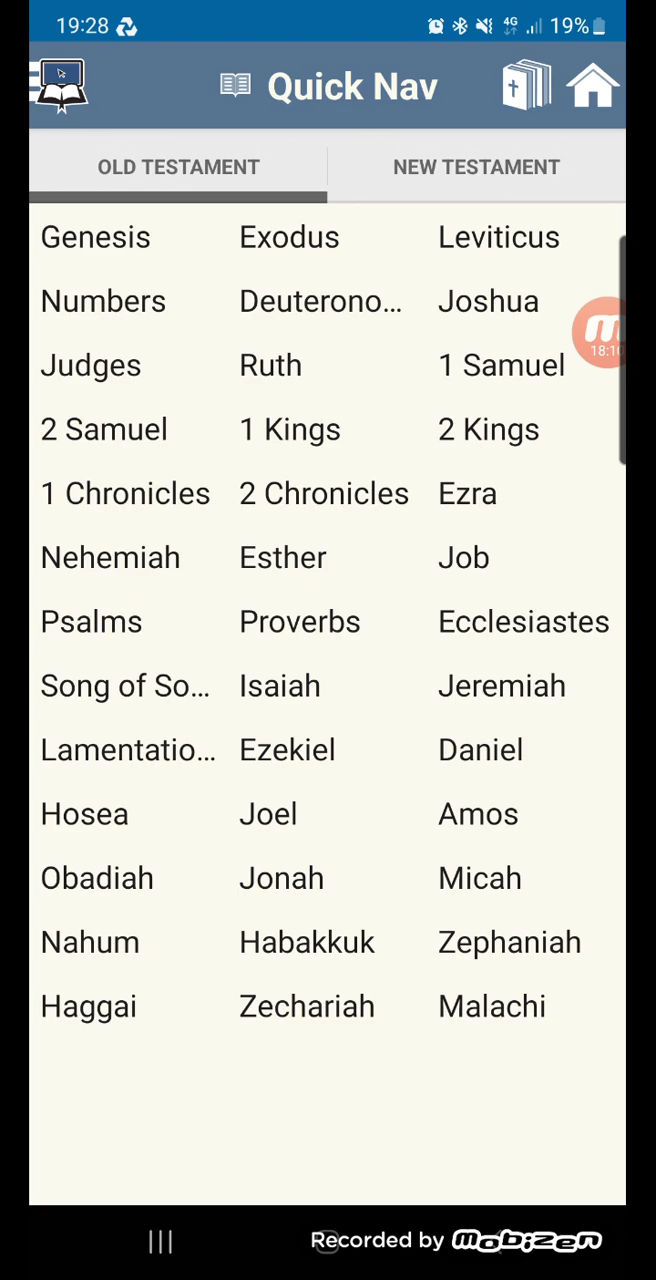 19:28 4G 19%
Quick Nav
OLD TESTAMENT NEW TESTAMENT
Genesis Exodus Leviticus
Numbers Deuterono... Joshua
18:10
Judges Ruth 1 Samuel
2 Samuel 1 Kings 2 Kings
1 Chronicles 2 Chronicles Ezra
Nehemiah Esther Job
Psalms Proverbs Ecclesiastes
Song of So... Isaiah Jeremiah
Lamentatio... Ezekiel Daniel
Hosea Joel Amos
Obadiah Jonah Micah
Nahum Habakkuk Zephaniah
Haggai Zechariah Malachi
Recorded by mobizen